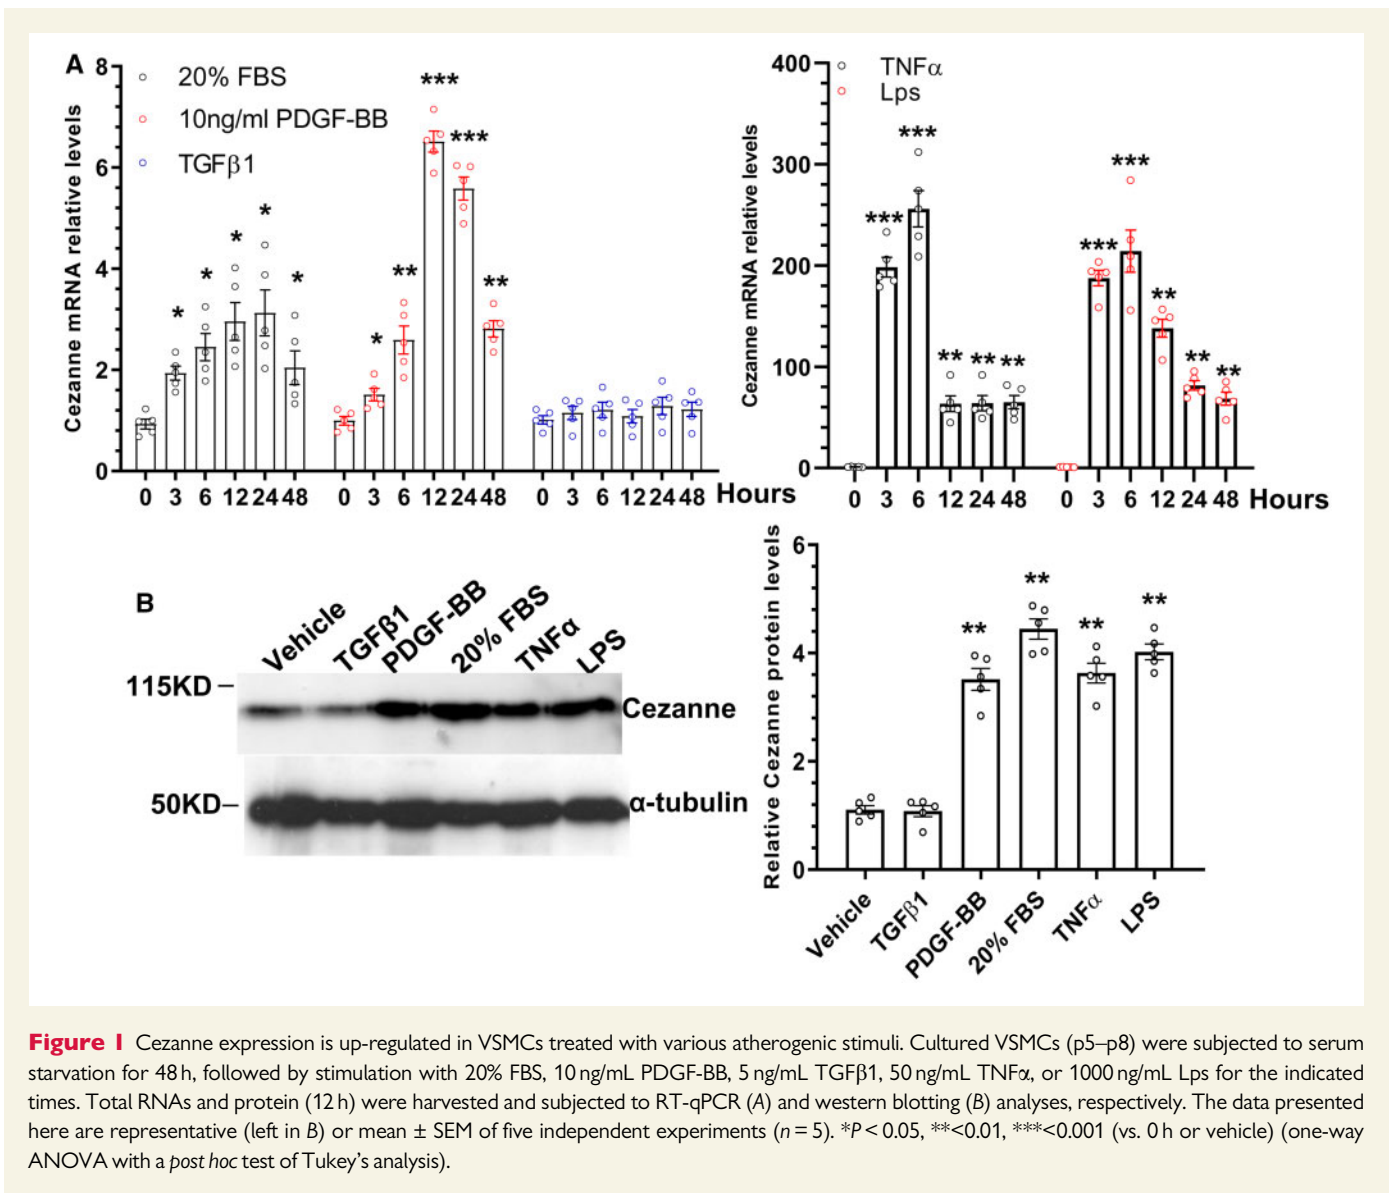 A
8
6
4
2
0
Cezanne mRNA relative levels
20% FBS
10ng/ml PDGF-BB
TGFβ1
* * * * * * ** *** *** **
0 3 6 12 24 48 0 3 6 12 24 48 0 3 6 12 24 48 Hours
400
300
200
100
0
Cezanne mRNA relative levels
TNFα
Lps
*** *** ** ** ** *** *** ** ** **
0 3 6 12 24 48 0 3 6 12 24 48 Hours
B
Vehicle TGFβ1 PDGF-BB 20% FBS TNFα LPS
115KD
Cezanne
50KD
α-tubulin
6
4
2
0
Relative Cezanne protein levels
** ** ** **
Vehicle TGFβ1 PDGF-BB 20% FBS TNFα LPS
Figure 1 Cezanne expression is up-regulated in VSMCs treated with various atherogenic stimuli. Cultured VSMCs (p5–p8) were subjected to serum
starvation for 48 h, followed by stimulation with 20% FBS, 10 ng/mL PDGF-BB, 5 ng/mL TGFβ1, 50 ng/mL TNFα, or 1000 ng/mL Lps for the indicated
times. Total RNAs and protein (12 h) were harvested and subjected to RT-qPCR (A) and western blotting (B) analyses, respectively. The data presented
here are representative (left in B) or mean ± SEM of five independent experiments (n = 5). *P < 0.05, **<0.01, ***<0.001 (vs. 0 h or vehicle) (one-way
ANOVA with a post hoc test of Tukey’s analysis).